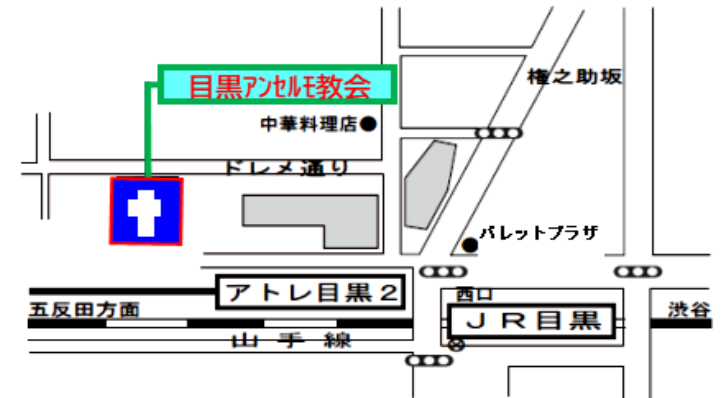 目黒アンセルモ教会
権之助坂
中華料理店●
ドレメ通り
パレットプラザ
アトレ目黒2
西口
五反田方面
JR目黒
渋谷
山手線